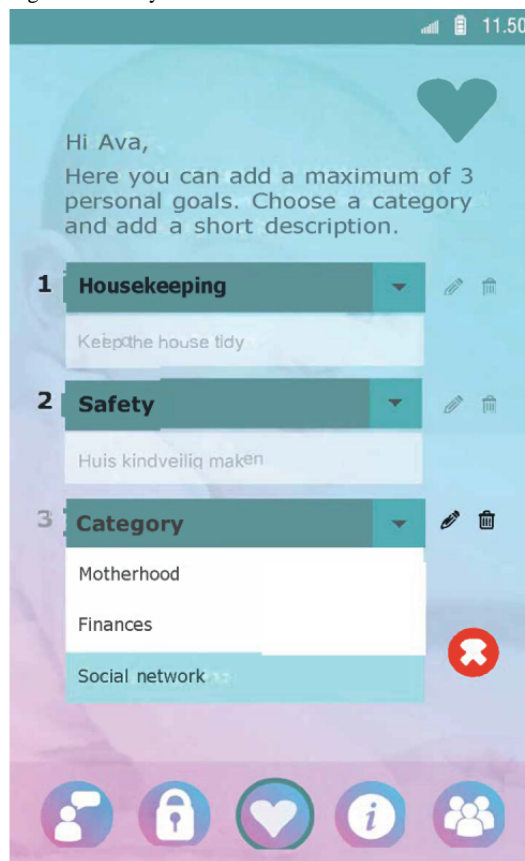 11.50
Hi Ava,
Here you can add a maximum of 3
personal goals. Choose a category
and add a short description.
1 Housekeeping
Keep the house tidy
2 Safety
Huis kindveilig maken
3 Category
Motherhood
Finances
Social network
i